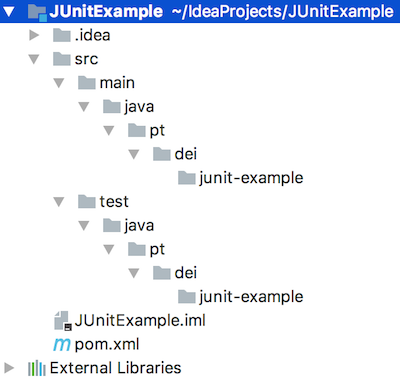 JUnitExample ~/IdeaProjects/JUnitExample
.idea
src
main
java
pt
dei
junit-example
test
java
pt
dei
junit-example
JUnitExample.iml
m pom.xml
External Libraries